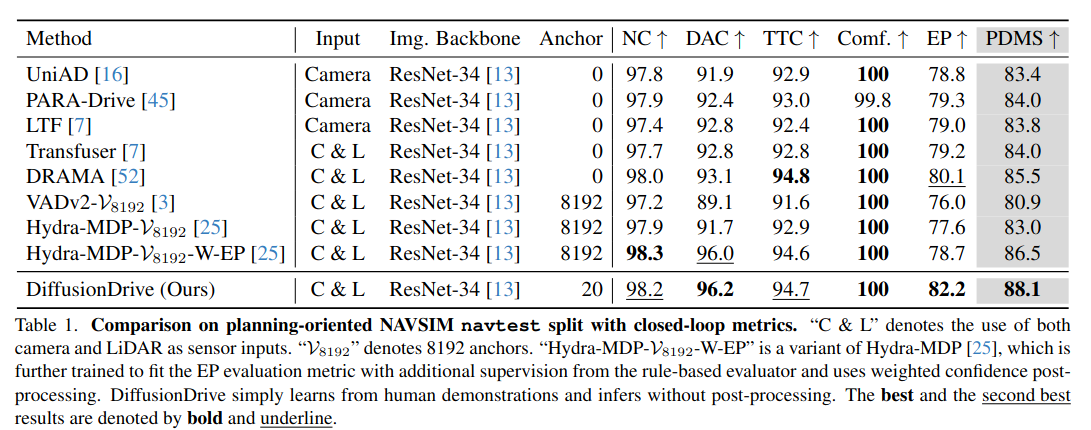 Method Input Img. Backbone Anchor NC ↑ DAC ↑ TTC ↑ Comf. ↑ EP ↑ PDMS ↑
UniAD [16] Camera ResNet-34 [13] 0 97.8 91.9 92.9 100 78.8 83.4
PARA-Drive [45] Camera ResNet-34 [13] 0 97.9 92.4 93.0 99.8 79.3 84.0
LTF [7] Camera ResNet-34 [13] 0 97.4 92.8 92.4 100 79.0 83.8
Transfuser [7] C & L ResNet-34 [13] 0 97.7 92.8 92.8 100 79.2 84.0
DRAMA [52] C & L ResNet-34 [13] 0 98.0 93.1 94.8 100 80.1 85.5
VADv2-𝒱8192 [3] C & L ResNet-34 [13] 8192 97.2 89.1 91.6 100 76.0 80.9
Hydra-MDP-𝒱8192 [25] C & L ResNet-34 [13] 8192 97.9 91.7 92.9 100 77.6 83.0
Hydra-MDP-𝒱8192-W-EP [25] C & L ResNet-34 [13] 8192 98.3 96.0 94.6 100 78.7 86.5
DiffusionDrive (Ours) C & L ResNet-34 [13] 20 98.2 96.2 94.7 100 82.2 88.1
Table 1. Comparison on planning-oriented NAVSIM navtest split with closed-loop metrics. “C & L” denotes the use of both
camera and LiDAR as sensor inputs. “𝒱8192” denotes 8192 anchors. “Hydra-MDP-𝒱8192-W-EP” is a variant of Hydra-MDP [25], which is
further trained to fit the EP evaluation metric with additional supervision from the rule-based evaluator and uses weighted confidence post-
processing. DiffusionDrive simply learns from human demonstrations and infers without post-processing. The best and the second best
results are denoted by bold and underline.